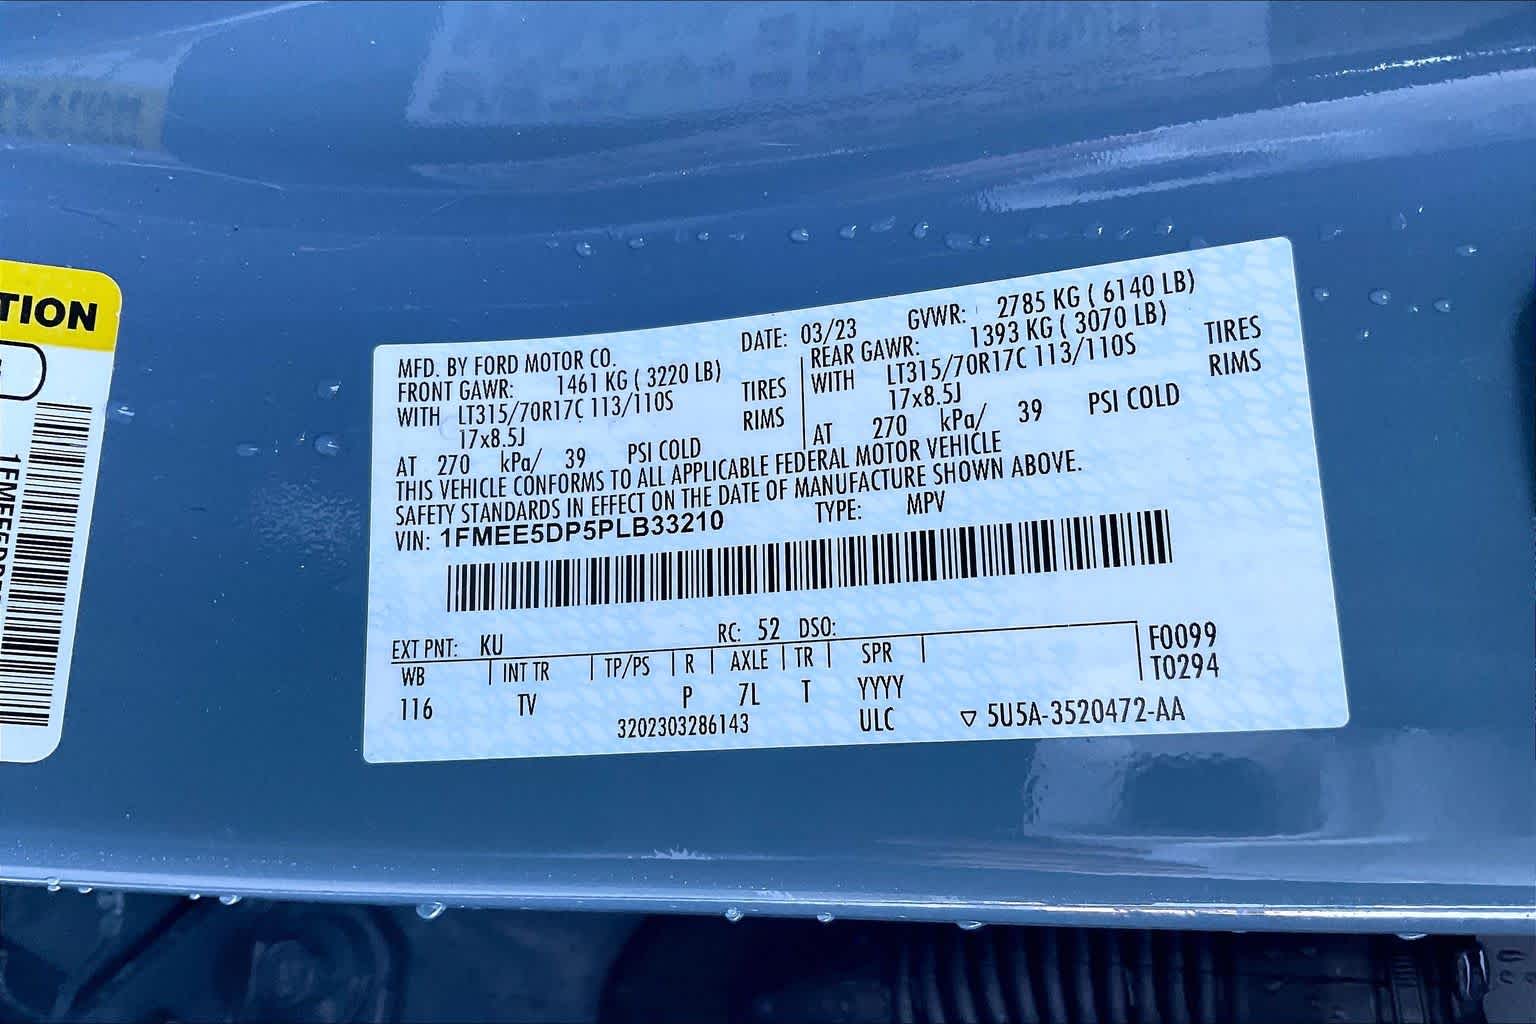 TION
MFD. BY FORD MOTOR CO. DATE: 03/23 GVWR: 2785 KG ( 6140 LB)
FRONT GAWR: 1461 KG ( 3220 LB) REAR GAWR: 1393 KG ( 3070 LB)
WITH LT315/70R17C 113/110S TIRES WITH LT315/70R17C 113/110S TIRES
17x8.5J RIMS 17x8.5J RIMS
AT 270 kPa/ 39 PSI COLD AT 270 kPa/ 39 PSI COLD
THIS VEHICLE CONFORMS TO ALL APPLICABLE FEDERAL MOTOR VEHICLE
SAFETY STANDARDS IN EFFECT ON THE DATE OF MANUFACTURE SHOWN ABOVE.
VIN: 1FMEE5DP5PLB33210 TYPE: MPV
EXT PNT: KU RC: 52 DSO: F0099
WB INT TR TP/PS R AXLE TR SPR T0294
116 TV P 7L T YYYY
3202303286143 ULC ▽ 5U5A-3520472-AA